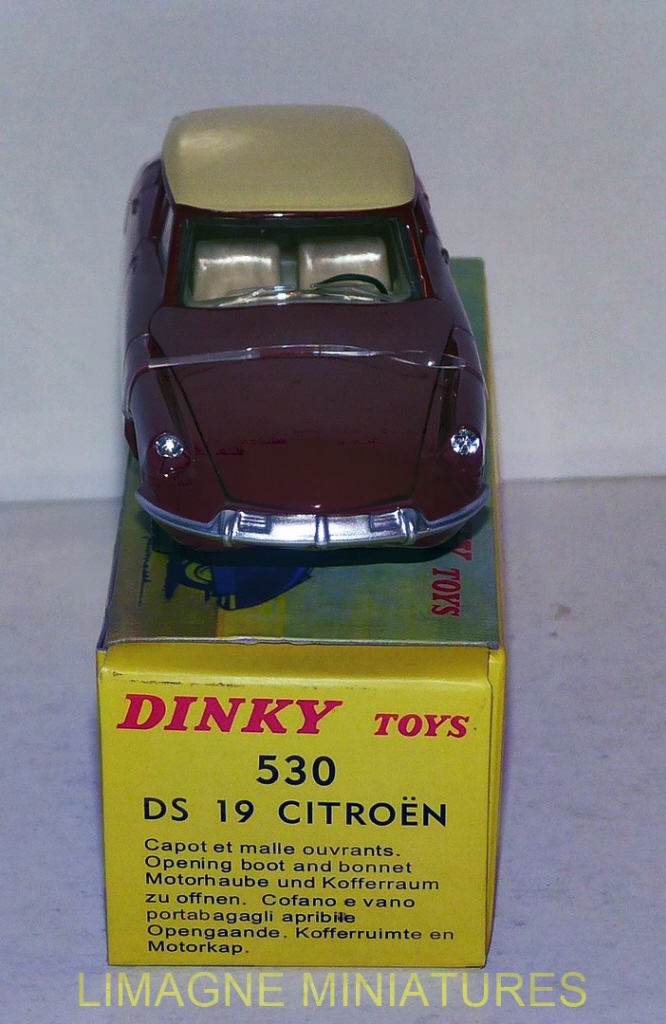 TOYS
DINKY TOYS
530
DS 19 CITROËN
Capot et malle ouvrants.
Opening boot and bonnet
Motorhaube und Kofferraum
zu offnen. Cofano e vano
portabagagli apribile
Opengaande. Kofferruimte en
Motorkap.
LIMAGNE MINIATURES